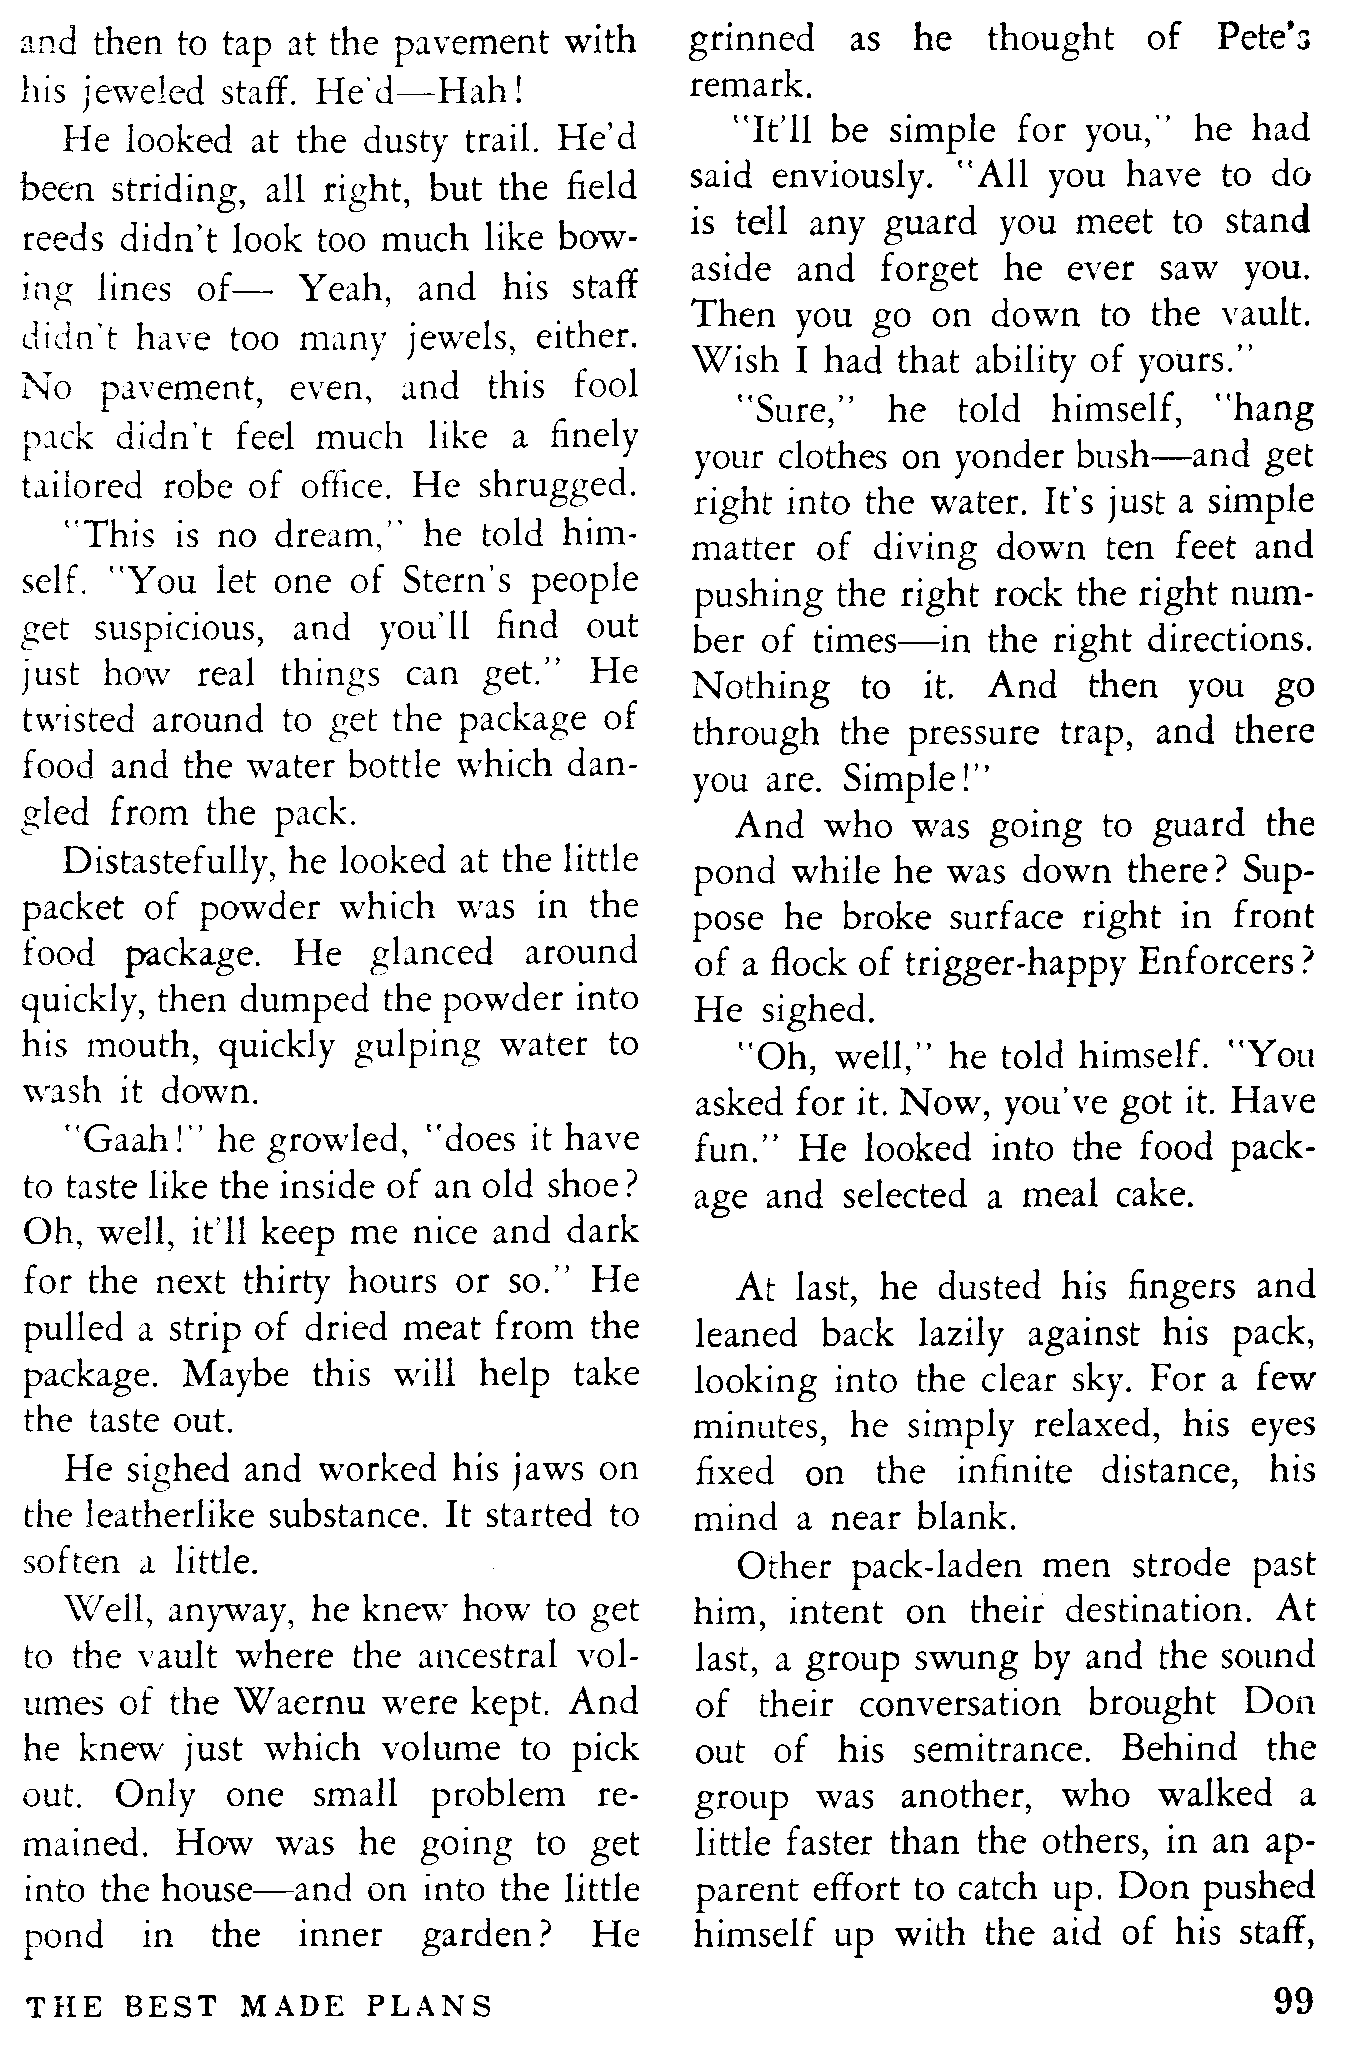 and then to tap at the pavement with
his jeweled staff. He'd—Hah!
He looked at the dusty trail. He'd
been striding, all right, but the field
reeds didn't look too much like bow-
ing lines of— Yeah, and his staff
didn't have too many jewels, either.
No pavement, even, and this fool
pack didn't feel much like a finely
tailored robe of office. He shrugged.
"This is no dream," he told him-
self. "You let one of Stern's people
get suspicious, and you'll find out
just how real things can get." He
twisted around to get the package of
food and the water bottle which dan-
gled from the pack.
Distastefully, he looked at the little
packet of powder which was in the
food package. He glanced around
quickly, then dumped the powder into
his mouth, quickly gulping water to
wash it down.
"Gaah!" he growled, "does it have
to taste like the inside of an old shoe?
Oh, well, it'll keep me nice and dark
for the next thirty hours or so." He
pulled a strip of dried meat from the
package. Maybe this will help take
the taste out.
He sighed and worked his jaws on
the leatherlike substance. It started to
soften a little.
Well, anyway, he knew how to get
to the vault where the ancestral vol-
umes of the Waernu were kept. And
he knew just which volume to pick
out. Only one small problem re-
mained. How was he going to get
into the house—and on into the little
pond in the inner garden? He
grinned as he thought of Pete's
remark.
"It'll be simple for you," he had
said enviously. "All you have to do
is tell any guard you meet to stand
aside and forget he ever saw you.
Then you go on down to the vault.
Wish I had that ability of yours."
"Sure," he told himself, "hang
your clothes on yonder bush—and get
right into the water. It's just a simple
matter of diving down ten feet and
pushing the right rock the right num-
ber of times—in the right directions.
Nothing to it. And then you go
through the pressure trap, and there
you are. Simple!"
And who was going to guard the
pond while he was down there? Sup-
pose he broke surface right in front
of a flock of trigger-happy Enforcers?
He sighed.
"Oh, well," he told himself. "You
asked for it. Now, you've got it. Have
fun." He looked into the food pack-
age and selected a meal cake.
At last, he dusted his fingers and
leaned back lazily against his pack,
looking into the clear sky. For a few
minutes, he simply relaxed, his eyes
fixed on the infinite distance, his
mind a near blank.
Other pack-laden men strode past
him, intent on their destination. At
last, a group swung by and the sound
of their conversation brought Don
out of his semitrance. Behind the
group was another, who walked a
little faster than the others, in an ap-
parent effort to catch up. Don pushed
himself up with the aid of his staff,
THE BEST MADE PLANS
99